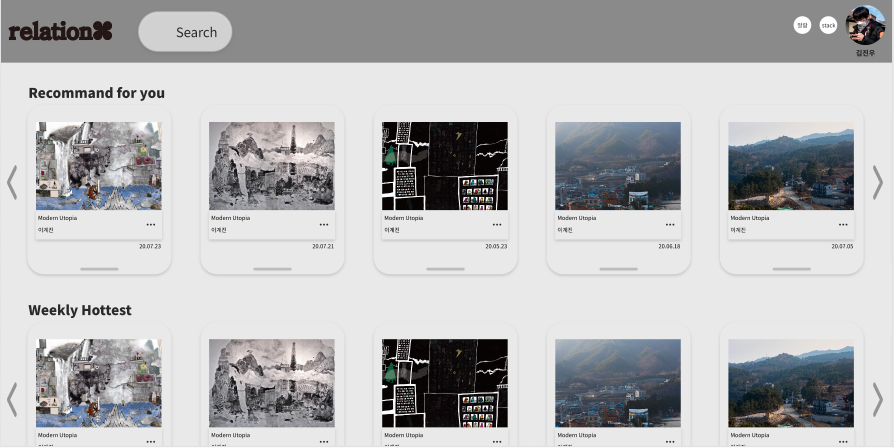 relation
Search
알람
stack
김진우
Recommand for you
Modern Utopia
이계진
20.07.23
Modern Utopia
이계진
20.07.21
Modern Utopia
이계진
20.05.23
Modern Utopia
이계진
20.06.18
Modern Utopia
이계진
20.07.05
Weekly Hottest
Modern Utopia
Modern Utopia
Modern Utopia
Modern Utopia
Modern Utopia